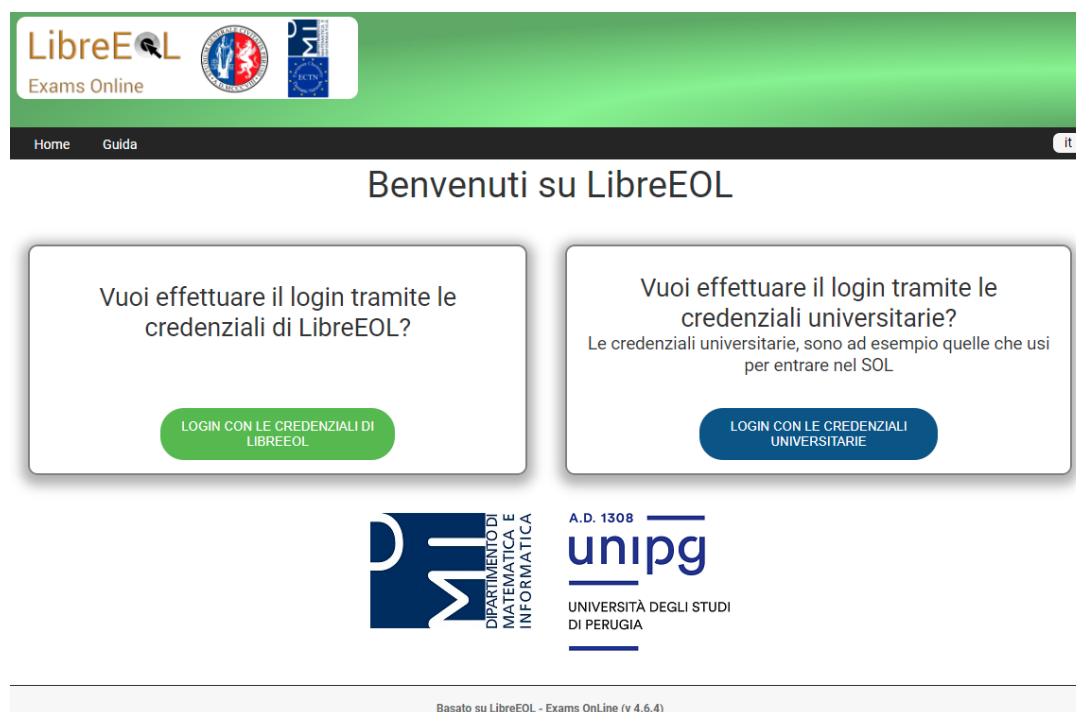 LibreEOL
Exams Online
ECTN
Home
Guida
it
Benvenuti su LibreEOL
Vuoi effettuare il login tramite le
credenziali di LibreEOL?
LOGIN CON LE CREDENZIALI DI
LIBREEOL
Vuoi effettuare il login tramite le
credenziali universitarie?
Le credenziali universitarie, sono ad esempio quelle che usi
per entrare nel SOL
LOGIN CON LE CREDENZIALI
UNIVERSITARIE
DIPARTIMENTO DI
MATEMATICA E
INFORMATICA
A.D. 1308
unipg
UNIVERSITÀ DEGLI STUDI
DI PERUGIA
Basato su LibreEOL - Exams OnLine (v 4.6.4)